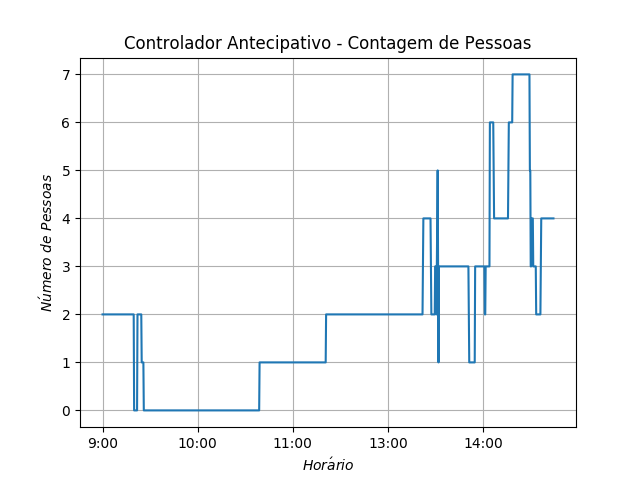 Controlador Antecipativo - Contagem de Pessoas
7
6
5
4
3
2
1
0
Número de Pessoas
9:00 10:00 11:00 13:00 14:00
Horário